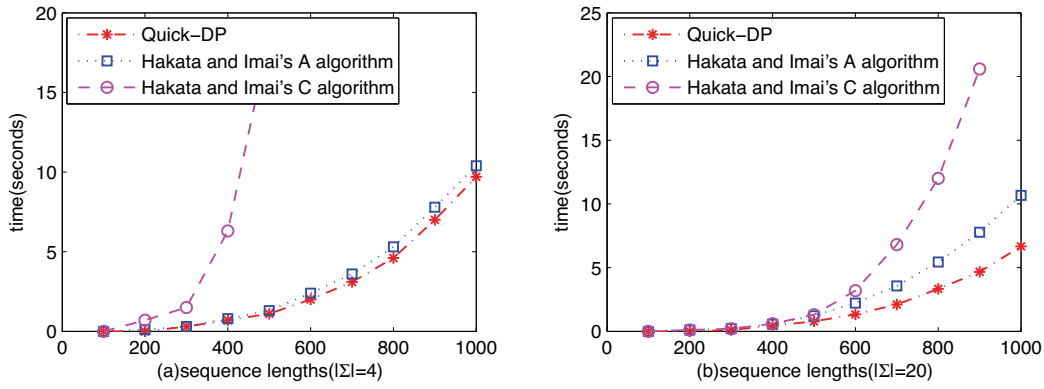 20
15
10
5
0
time(seconds)
Quick−DP
Hakata and Imai's A algorithm
Hakata and Imai's C algorithm
0 200 400 600 800 1000
(a)sequence lengths(|Σ|=4)
25
20
15
10
5
0
time(seconds)
Quick−DP
Hakata and Imai's A algorithm
Hakata and Imai's C algorithm
0 200 400 600 800 1000
(b)sequence lengths(|Σ|=20)